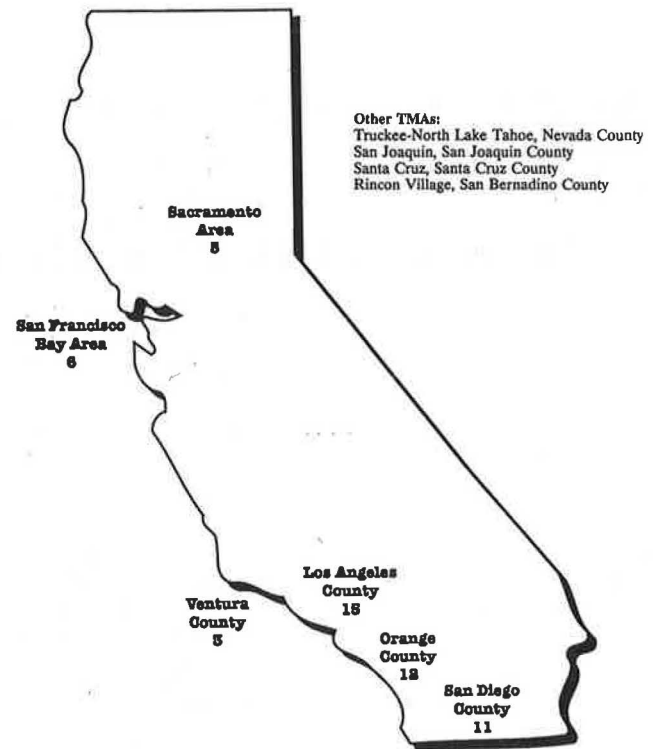 Other TMAs:
Truckee-North Lake Tahoe, Nevada County
San Joaquin, San Joaquin County
Santa Cruz, Santa Cruz County
Rincon Village, San Bernadino County
Sacramento
Area
5
San Francisco
Bay Area
6
Los Angeles
County
15
Ventura
County
3
Orange
County
12
San Diego
County
11